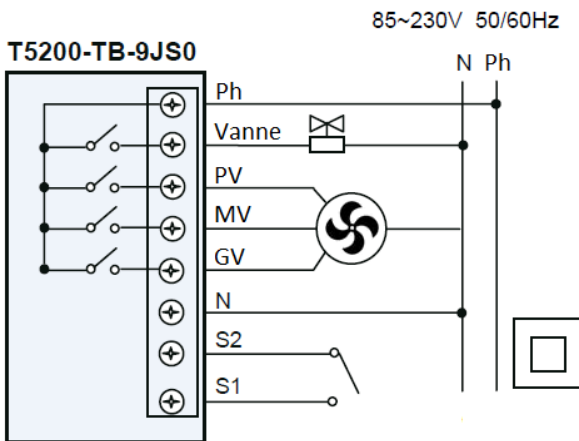 85~230V 50/60Hz
T5200-TB-9JS0
N Ph
Ph
Vanne
PV
MV
GV
N
S2
S1